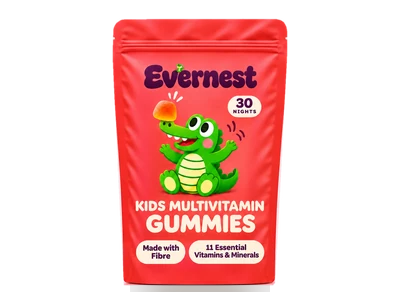 Evernest
30
NIGHTS
KIDS MULTIVITAMIN
GUMMIES
Made with
Fibre
11 Essential
Vitamins & Minerals